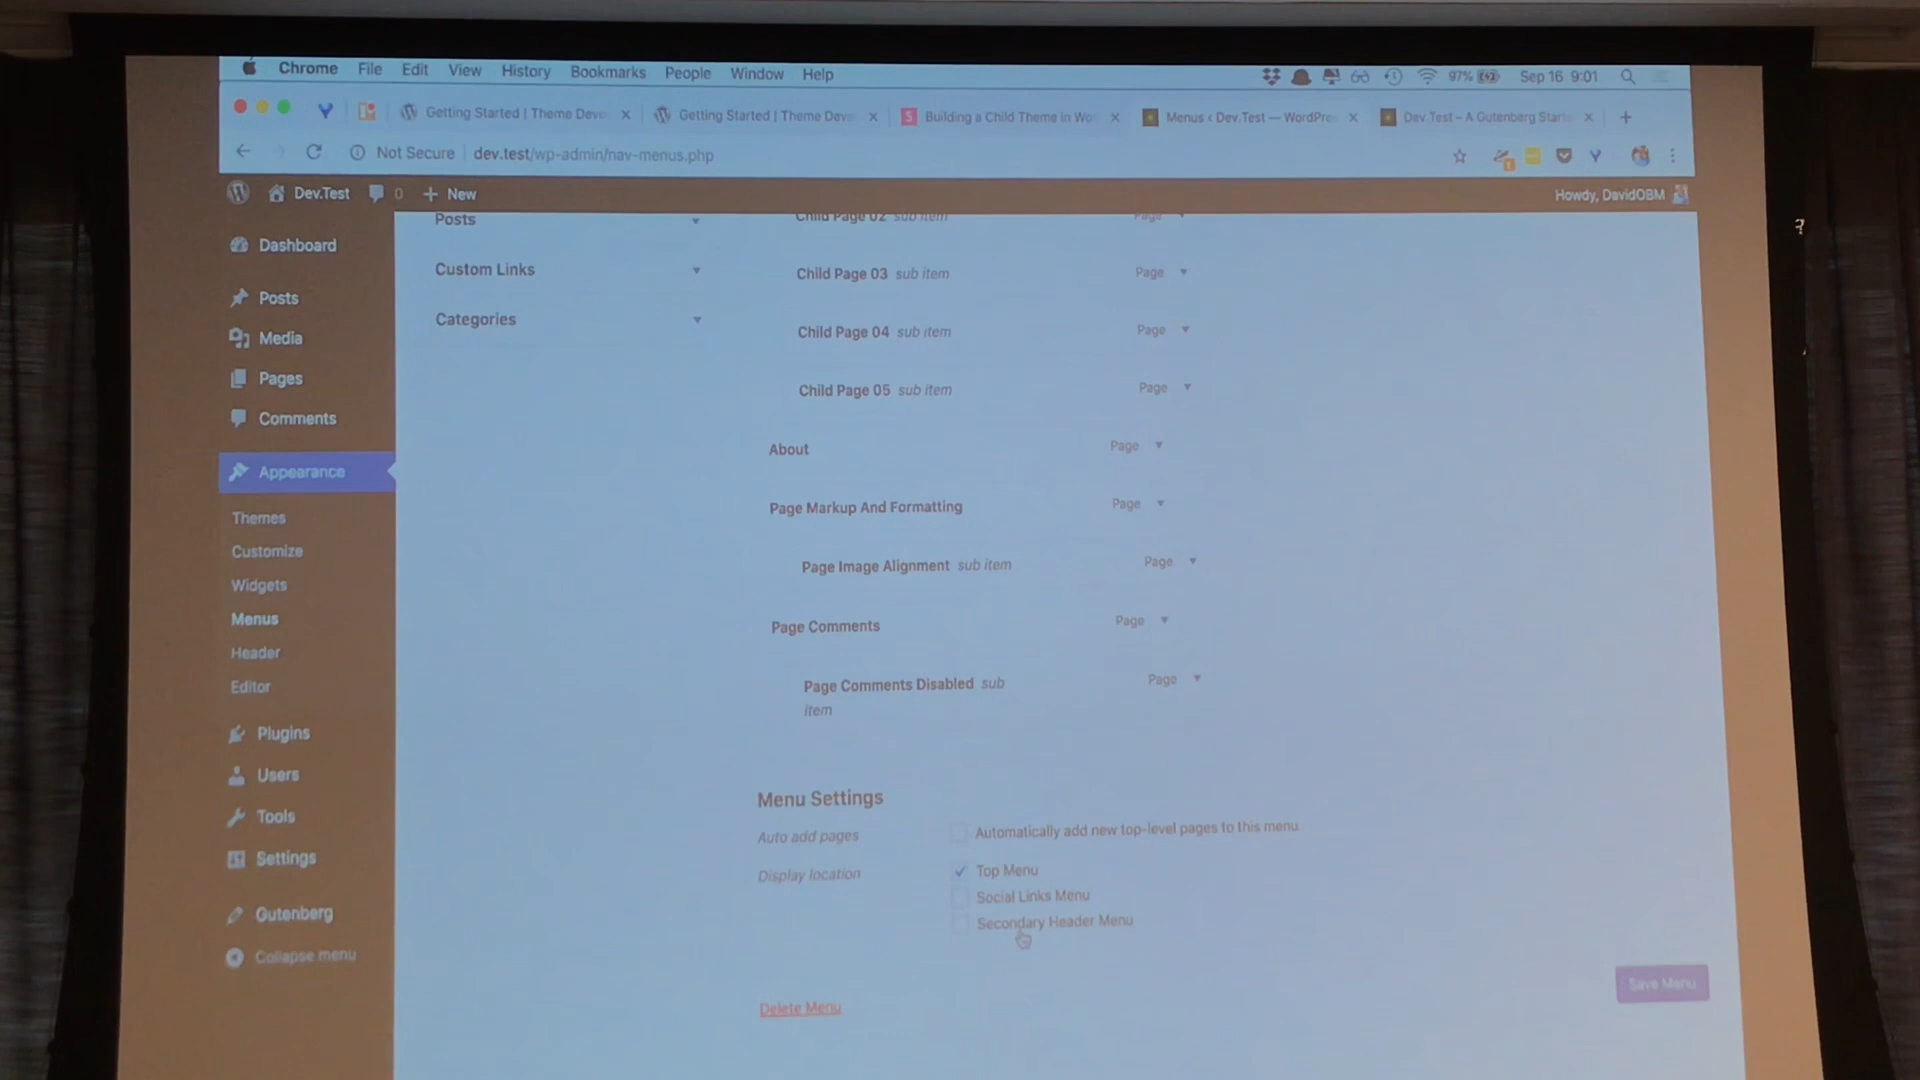 Chrome File Edit View History Bookmarks People Window Help 97% Sep 16 9:01
Getting Started | Theme Deve Getting Started | Theme Deve Building a Child Theme in Wo Menus ‹ Dev.Test — WordPre Dev.Test – A Gutenberg Starte
Not Secure dev.test/wp-admin/nav-menus.php
Dev.Test 0 + New Howdy, DavidOBM
Dashboard
Posts
Media
Pages
Comments
Appearance
Themes
Customize
Widgets
Menus
Header
Editor
Plugins
Users
Tools
Settings
Gutenberg
Collapse menu
Posts
Custom Links
Categories
Child Page 02 sub item Page
Child Page 03 sub item Page
Child Page 04 sub item Page
Child Page 05 sub item Page
About Page
Page Markup And Formatting Page
Page Image Alignment sub item Page
Page Comments Page
Page Comments Disabled sub Page
item
Menu Settings
Auto add pages Automatically add new top-level pages to this menu
Display location Top Menu
Social Links Menu
Secondary Header Menu
Save Menu
Delete Menu